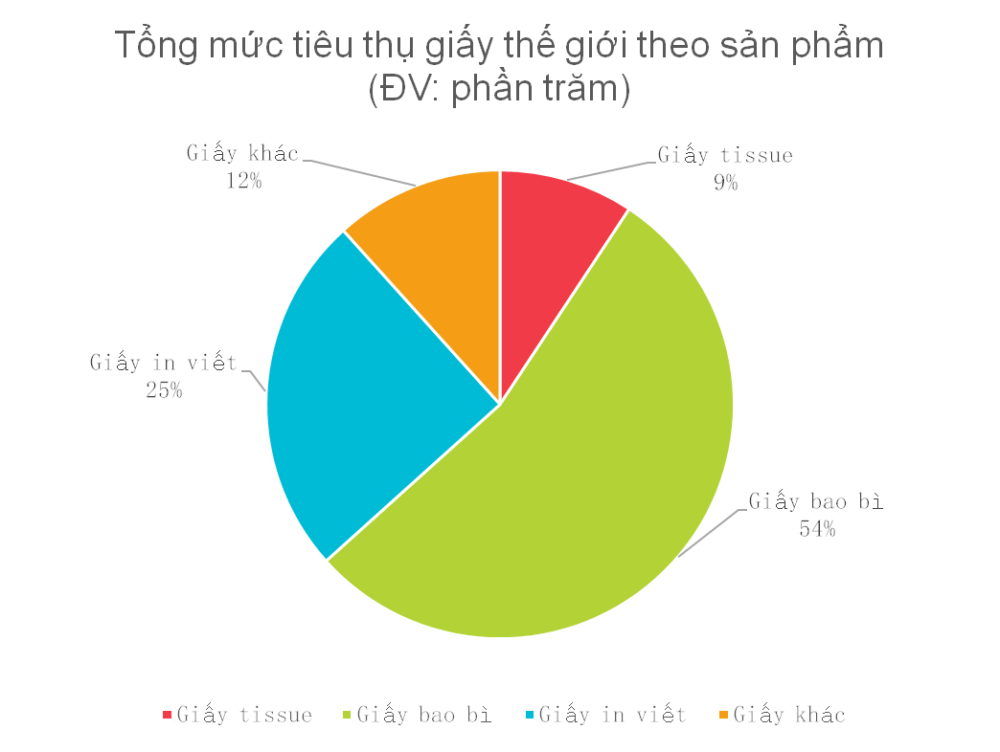 Tổng mức tiêu thụ giấy thế giới theo sản phẩm
(ĐV: phần trăm)
Giấy khác
12%
Giấy tissue
9%
Giấy in viết
25%
Giấy bao bì
54%
Giấy tissue Giấy bao bì Giấy in viết Giấy khác